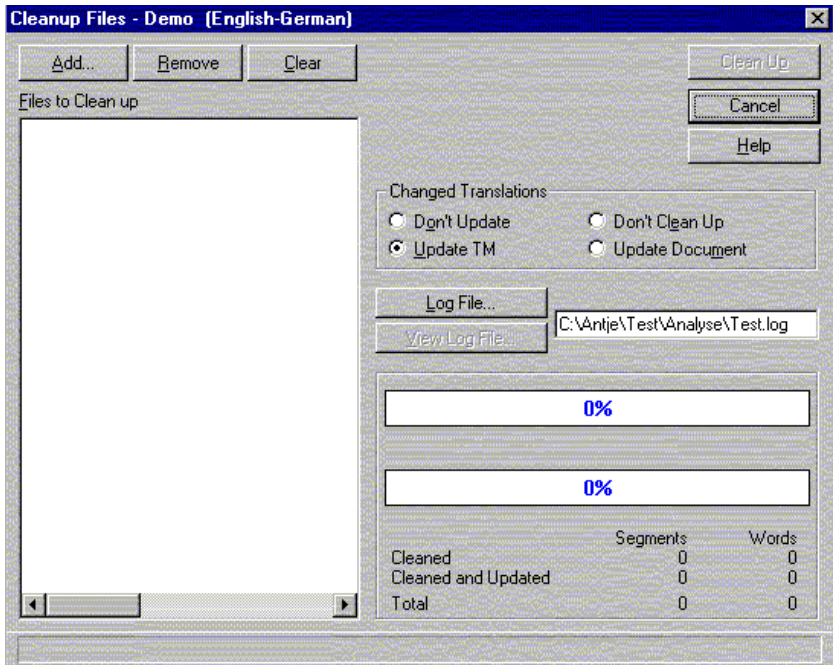 Cleanup Files - Demo (English-German)
Add... Remove Clear Clean Up
Files to Clean up
Cancel
Help
Changed Translations
Don't Update Don't Clean Up
Update TM Update Document
Log File...
C:\Antje\Test\Analyse\Test.log
View Log File...
0%
0%
Segments Words
Cleaned 0 0
Cleaned and Updated 0 0
Total 0 0